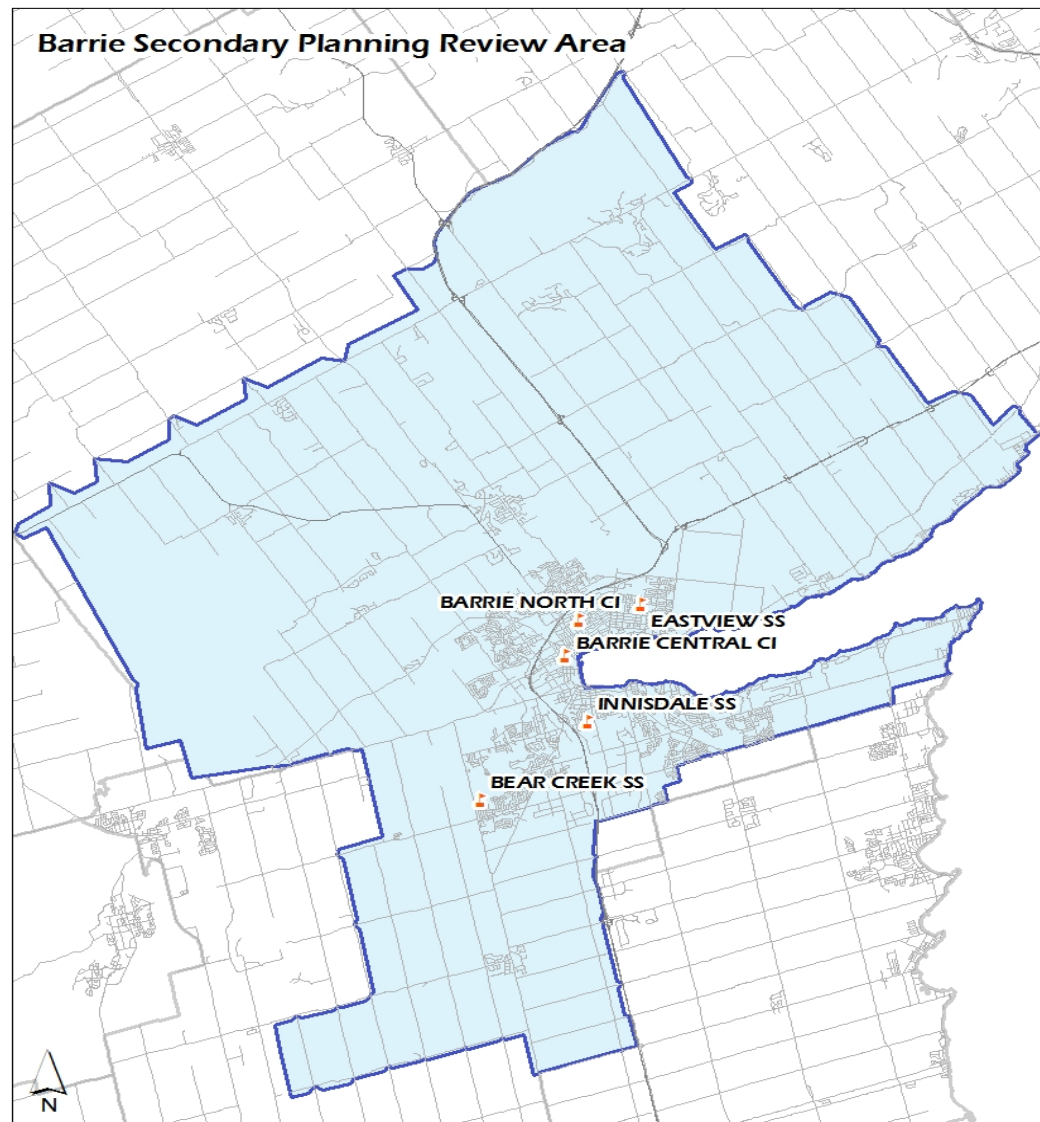 Barrie Secondary Planning Review Area
BARRIE NORTH CI
EASTVIEW SS
BARRIE CENTRAL CI
INNISDALE SS
BEAR CREEK SS
N